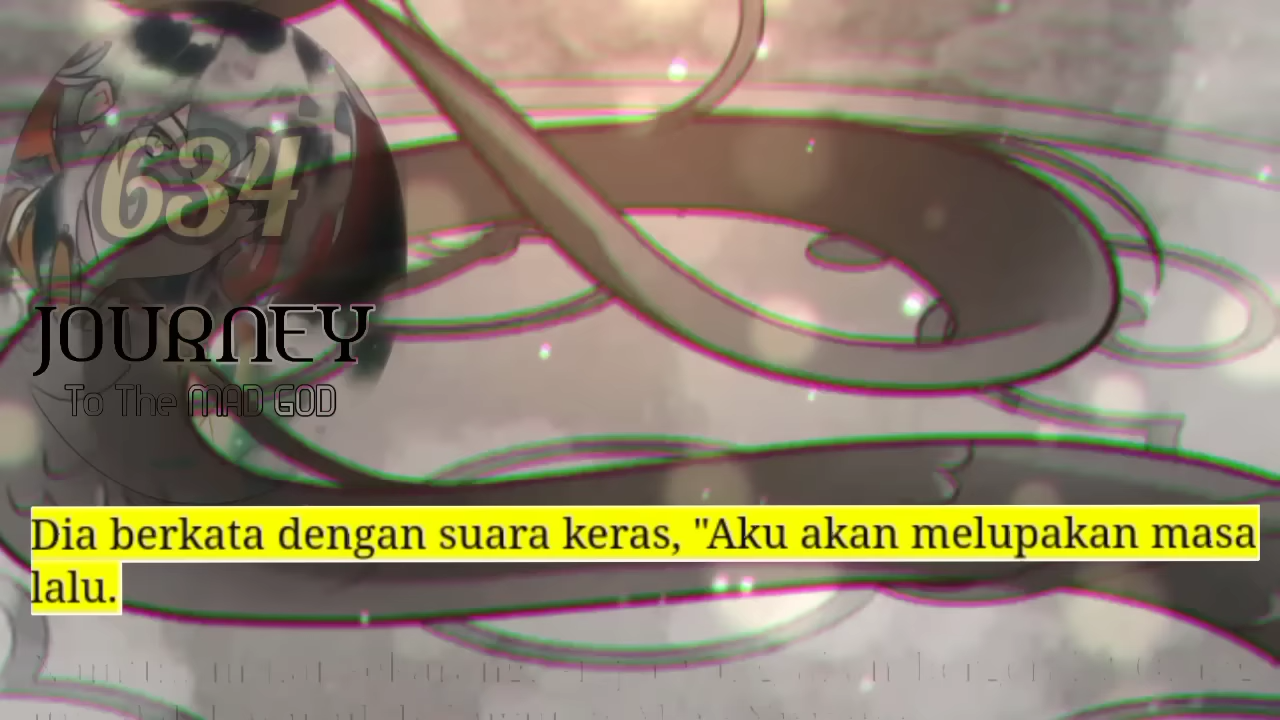 634
JOURNEY
To The MAD GOD
Dia berkata dengan suara keras, "Aku akan melupakan masa
lalu.